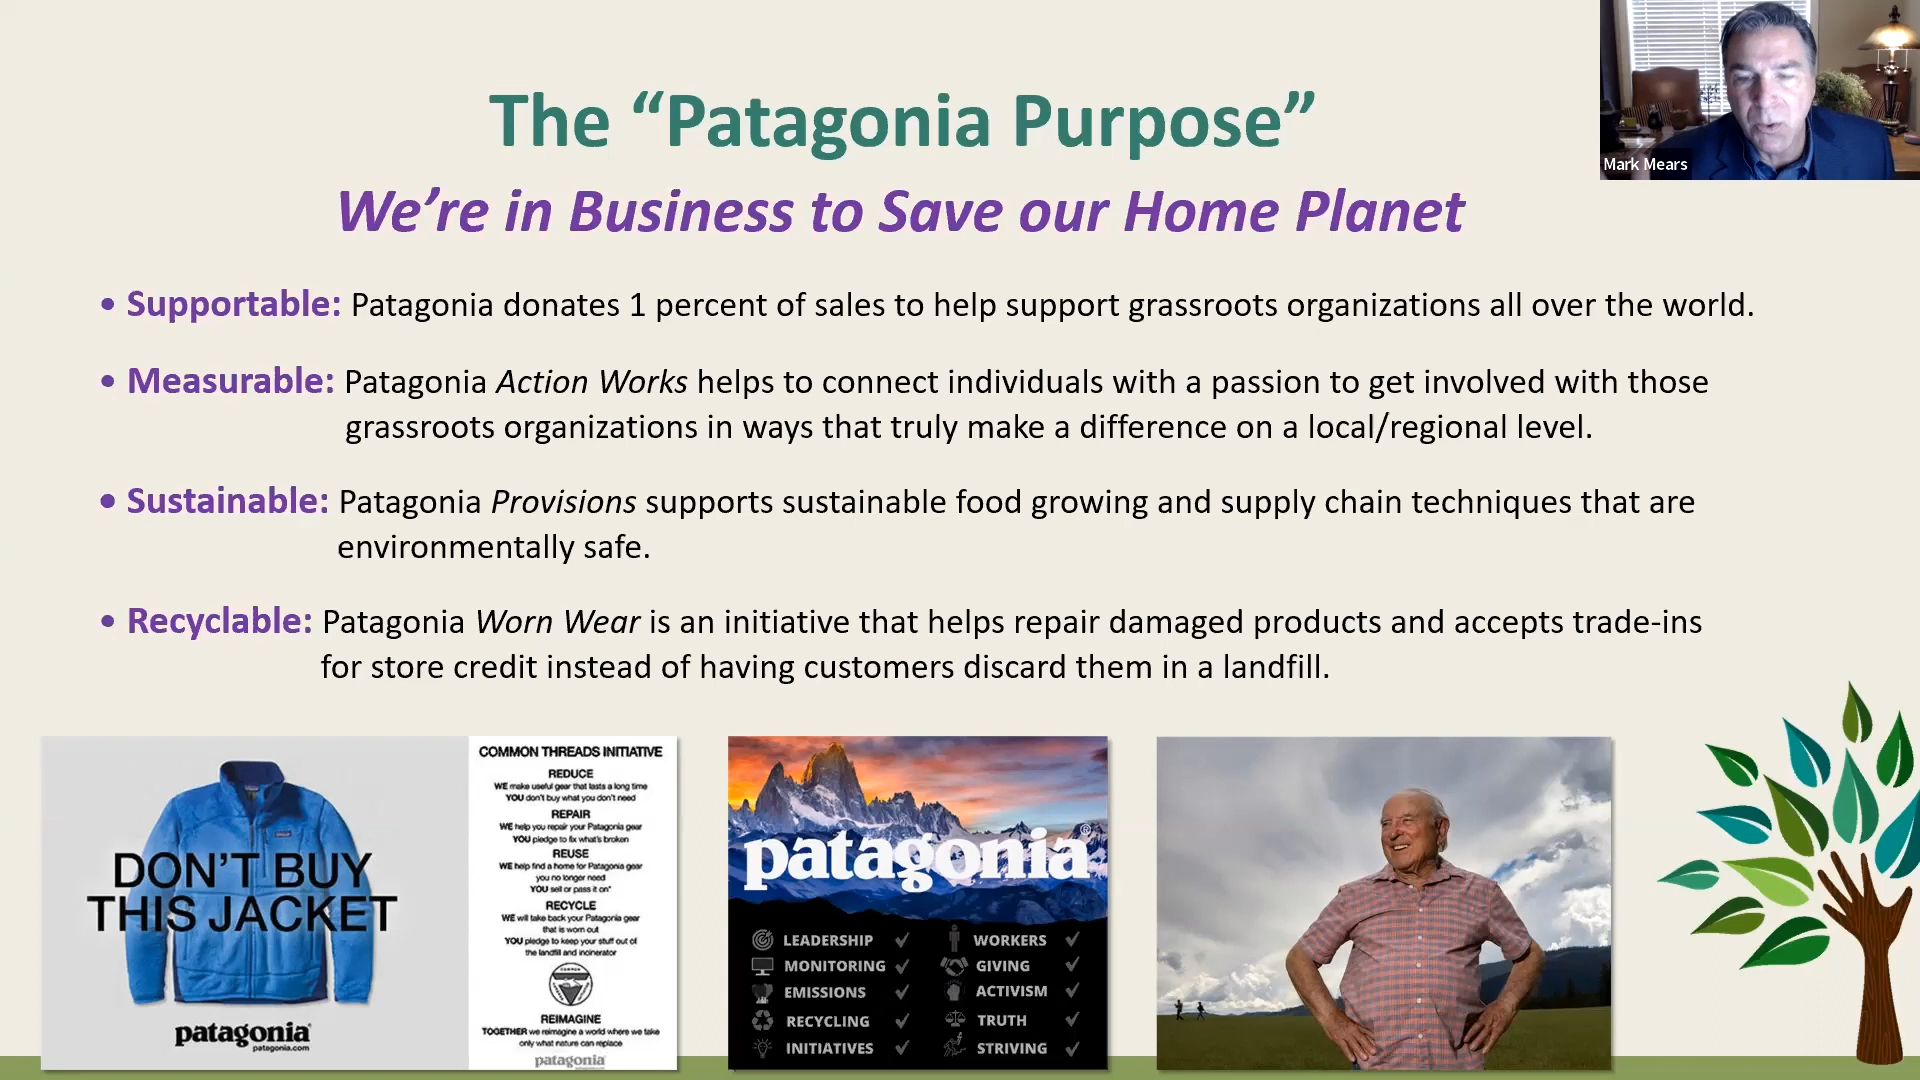 The “Patagonia Purpose”
We’re in Business to Save our Home Planet
Mark Mears
• Supportable: Patagonia donates 1 percent of sales to help support grassroots organizations all over the world.
• Measurable: Patagonia Action Works helps to connect individuals with a passion to get involved with those
grassroots organizations in ways that truly make a difference on a local/regional level.
• Sustainable: Patagonia Provisions supports sustainable food growing and supply chain techniques that are
environmentally safe.
• Recyclable: Patagonia Worn Wear is an initiative that helps repair damaged products and accepts trade-ins
for store credit instead of having customers discard them in a landfill.
DON’T BUY
THIS JACKET
patagonia®
patagonia.com
COMMON THREADS INITIATIVE
REDUCE
WE make useful gear that lasts a long time
YOU don’t buy what you don’t need
REPAIR
WE help you repair your Patagonia gear
YOU pledge to fix what’s broken
REUSE
WE help find a home for Patagonia gear
you no longer need
YOU sell or pass it on*
RECYCLE
WE will take back your Patagonia gear
that is worn out
YOU pledge to keep your stuff out of
the landfill and incinerator
REIMAGINE
TOGETHER we reimagine a world where we take
only what nature can replace
patagonia
patagonia®
LEADERSHIP
MONITORING
EMISSIONS
RECYCLING
INITIATIVES
WORKERS
GIVING
ACTIVISM
TRUTH
STRIVING